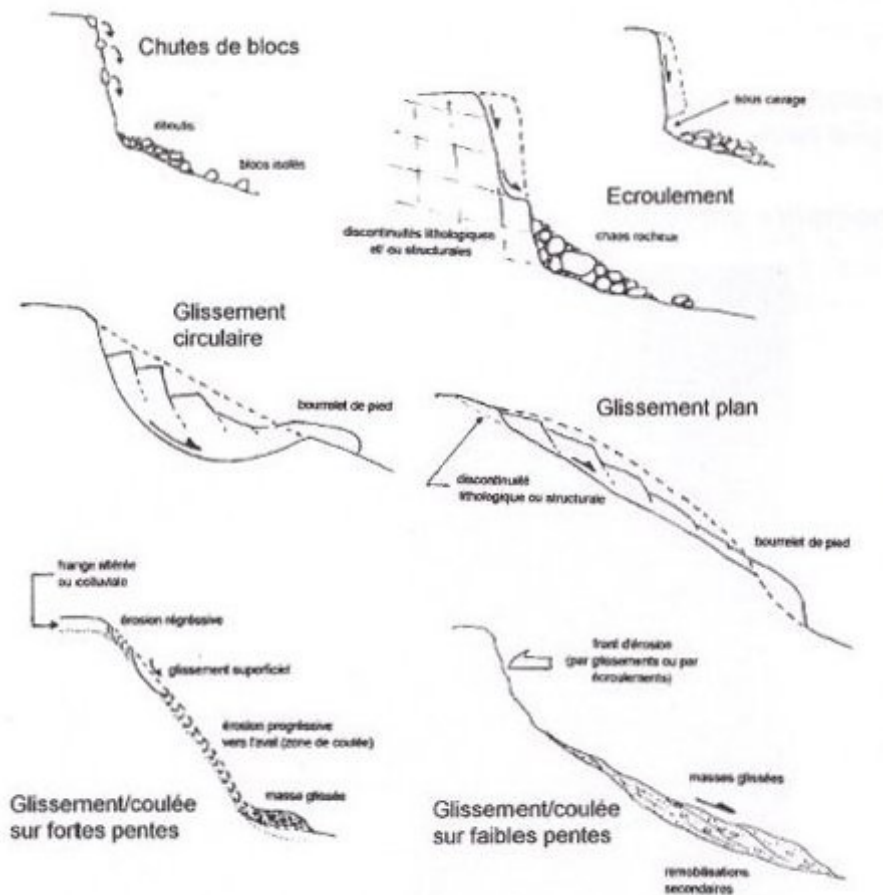 Chutes de blocs
éboulis
blocs isolés
sous cavage
Ecroulement
discontinuités lithologiques
et/ ou structurales
chaos rocheux
Glissement
circulaire
bourrelet de pied
Glissement plan
discontinuité
lithologique ou structurale
bourrelet de pied
frange altérée
ou colluviale
érosion régréssive
glissement superficiel
érosion progressive
vers l'aval (zone de coulée)
masse glissée
Glissement/coulée
sur fortes pentes
front d'érosion
(par glissements ou par
écroulements)
masses glissées
Glissement/coulée
sur faibles pentes
remobilisations
secondaires